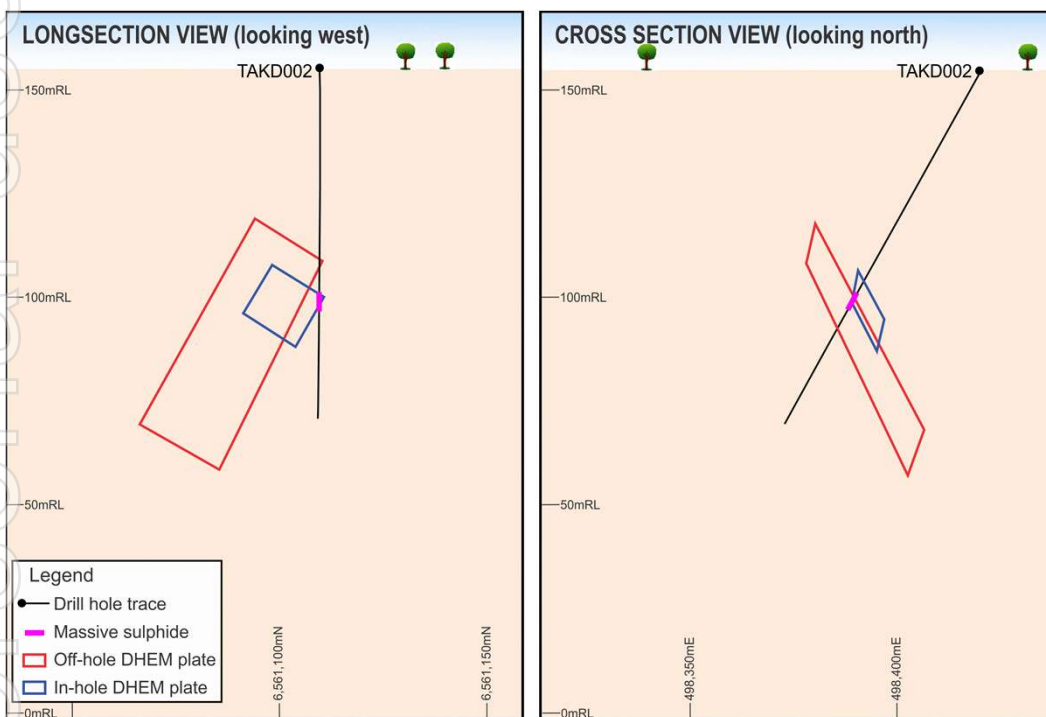 LONGSECTION VIEW (looking west)
TAKD002
150mRL
100mRL
50mRL
0mRL
Legend
Drill hole trace
Massive sulphide
Off-hole DHEM plate
In-hole DHEM plate
6,561,100mN
6,561,150mN
CROSS SECTION VIEW (looking north)
TAKD002
150mRL
100mRL
50mRL
0mRL
498,350mE
498,400mE